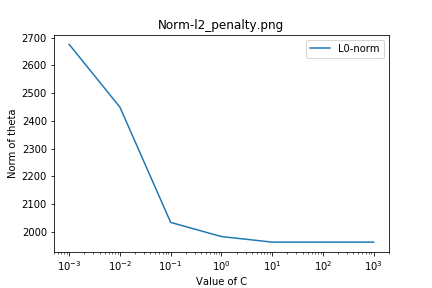 Norm-l2_penalty.png
L0-norm
Norm of theta
2700
2600
2500
2400
2300
2200
2100
2000
10⁻³ 10⁻² 10⁻¹ 10⁰ 10¹ 10² 10³
Value of C